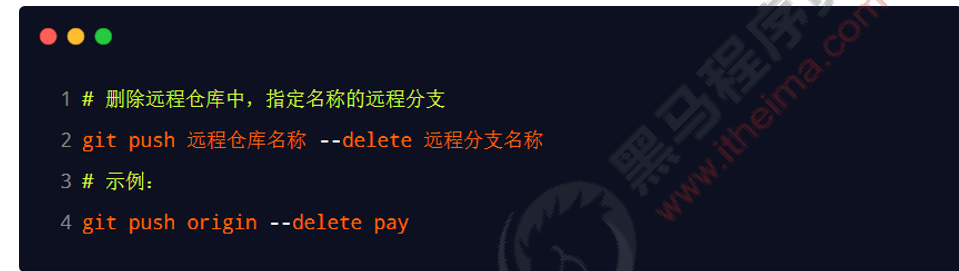 1 # 删除远程仓库中，指定名称的远程分支
2 git push 远程仓库名称 --delete 远程分支名称
3 # 示例：
4 git push origin --delete pay
黑马程序
www.itheima.com